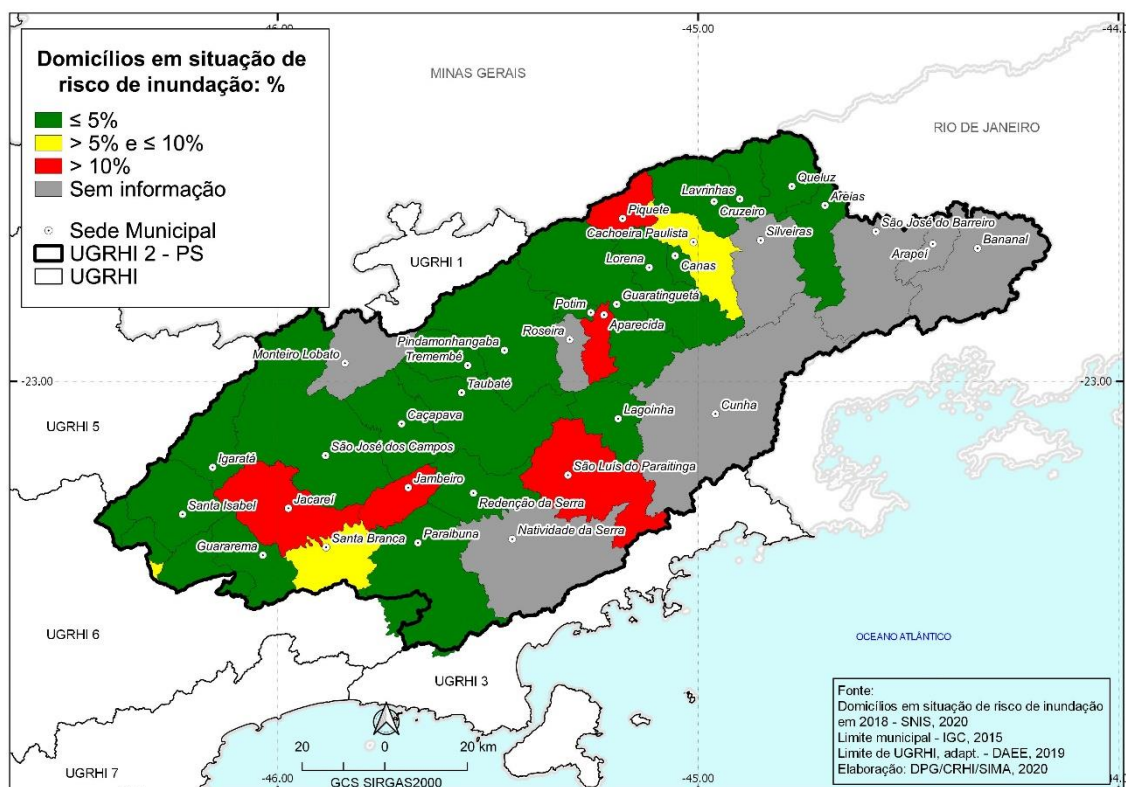 -46.00
-45.00
-44.00
Domicílios em situação de
risco de inundação: %
≤ 5%
> 5% e ≤ 10%
> 10%
Sem informação
Sede Municipal
UGRHI 2 - PS
UGRHI
MINAS GERAIS
RIO DE JANEIRO
Queluz
Lavrinhas
Areias
Cruzeiro
Piquete
São José do Barreiro
Cachoeira Paulista
Silveiras
Bananal
Arapeí
UGRHI 1
Lorena
Canas
Guaratinguetá
Potim
Aparecida
Roseira
Pindamonhangaba
Monteiro Lobato
Tremembé
-23.00
-23.00
Taubaté
Cunha
Lagoinha
Caçapava
UGRHI 5
São José dos Campos
Igaratá
São Luís do Paraitinga
Jambeiro
Redenção da Serra
Santa Isabel
Jacareí
Natividade da Serra
Santa Branca
Paraibuna
Guararema
UGRHI 6
OCEANO ATLÂNTICO
UGRHI 3
Fonte:
Domicílios em situação de risco de inundação
em 2018 - SNIS, 2020
Limite municipal - IGC, 2015
Limite de UGRHI, adapt. - DAEE, 2019
Elaboração: DPG/CRHI/SIMA, 2020
20 0 20 km
UGRHI 7
-46.00
GCS SIRGAS2000
-45.00